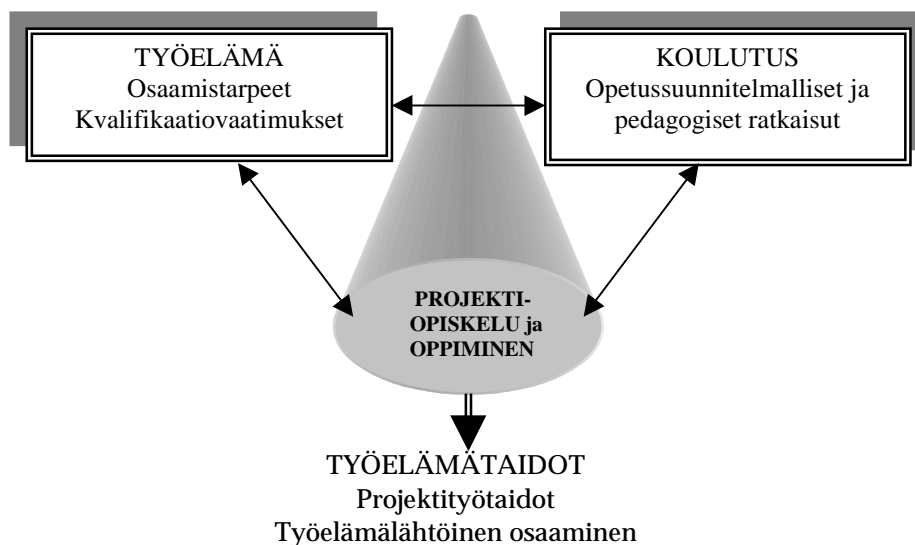 TYÖELÄMÄ
Osaamistarpeet
Kvalifikaatiovaatimukset
KOULUTUS
Opetussuunnitelmalliset ja
pedagogiset ratkaisut
PROJEKTI-
OPISKELU ja
OPPIMINEN
TYÖELÄMÄTAIDOT
Projektityötaidot
Työelämälähtöinen osaaminen